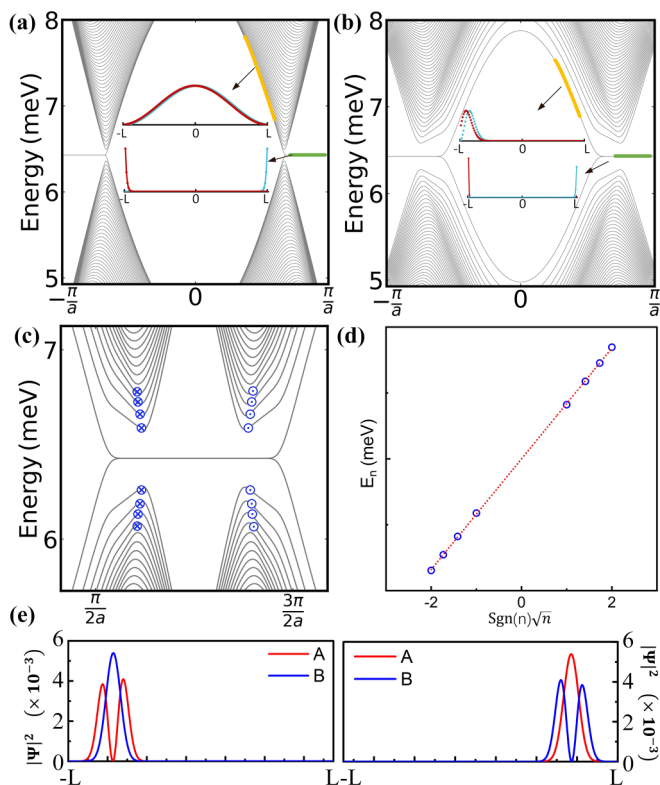 (a)
Energy (meV)
8
7
6
5
-L 0 L
-L 0 L
−π/a 0 π/a
(b)
Energy (meV)
8
7
6
5
-L 0 L
-L 0 L
−π/a 0 π/a
(c)
Energy (meV)
7
6
π/2a 3π/2a
(d)
E_n (meV)
-2 -1 0 1 2
Sgn(n)√n
(e)
|Ψ|² (×10⁻³)
6
4
2
0
A
B
-L L
A
B
6
4
2
0
|Ψ|² (×10⁻³)
-L L